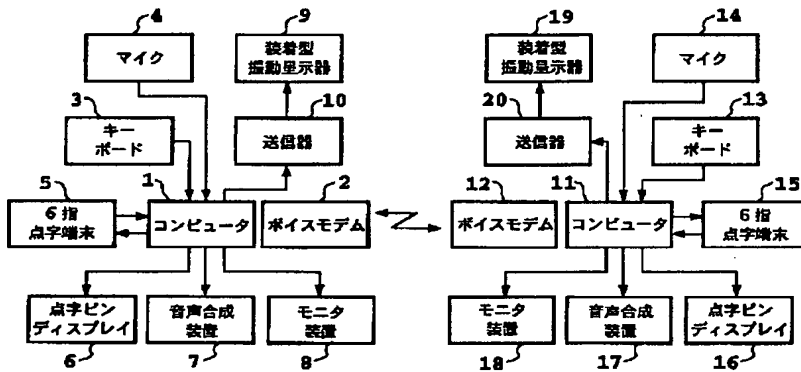 4
マイク
9
装着型
振動呈示器
19
装着型
振動呈示器
14
マイク
3
キー
ボード
10
送信器
20
送信器
13
キー
ボード
5
6指
点字端末
1
コンピュータ
2
ボイスモデム
12
ボイスモデム
11
コンピュータ
15
6指
点字端末
点字ピン
ディスプレイ
6
音声合成
装置
7
モニタ
装置
8
モニタ
装置
18
音声合成
装置
17
点字ピン
ディスプレイ
16